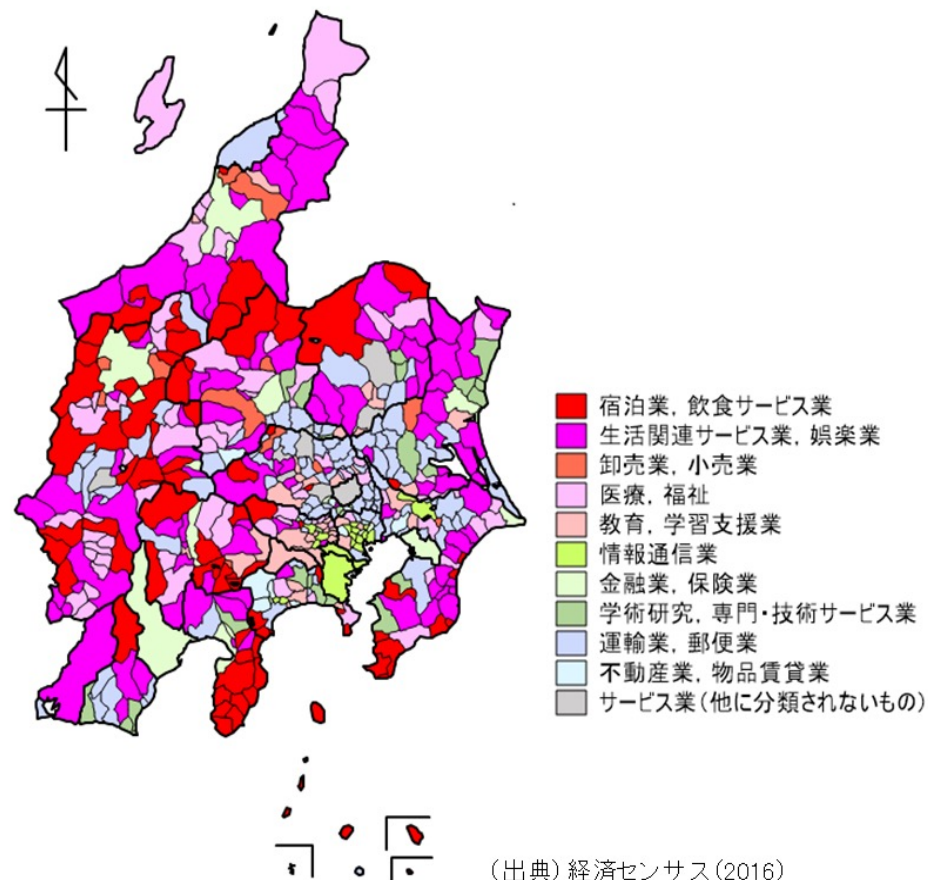 宿泊業，飲食サービス業
生活関連サービス業，娯楽業
卸売業，小売業
医療，福祉
教育，学習支援業
情報通信業
金融業，保険業
学術研究，専門・技術サービス業
運輸業，郵便業
不動産業，物品賃貸業
サービス業（他に分類されないもの）
（出典）経済センサス（2016）